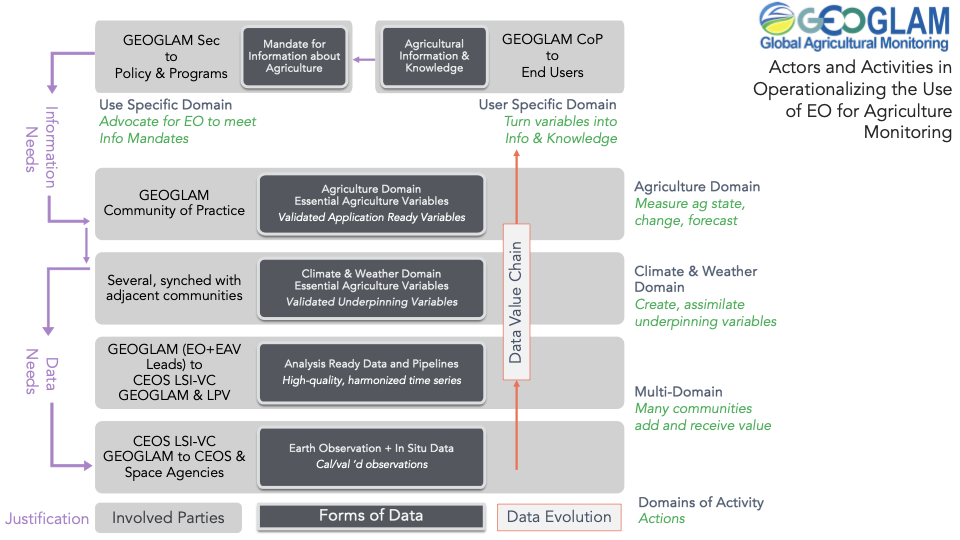 GEOGLAM
Global Agricultural Monitoring
Actors and Activities in
Operationalizing the Use
of EO for Agriculture
Monitoring
GEOGLAM Sec
to
Policy & Programs
Mandate for
Information about
Agriculture
Agricultural
Information &
Knowledge
GEOGLAM CoP
to
End Users
Use Specific Domain
Advocate for EO to meet
Info Mandates
User Specific Domain
Turn variables into
Info & Knowledge
Information
Needs
GEOGLAM
Community of Practice
Agriculture Domain
Essential Agriculture Variables
Validated Application Ready Variables
Agriculture Domain
Measure ag state,
change, forecast
Several, synched with
adjacent communities
Climate & Weather Domain
Essential Agriculture Variables
Validated Underpinning Variables
Data Value Chain
Climate & Weather
Domain
Create, assimilate
underpinning variables
Data
Needs
GEOGLAM (EO+EAV
Leads) to
CEOS LSI-VC
GEOGLAM & LPV
Analysis Ready Data and Pipelines
High-quality, harmonized time series
Multi-Domain
Many communities
add and receive value
CEOS LSI-VC
GEOGLAM to CEOS &
Space Agencies
Earth Observation + In Situ Data
Cal/val 'd observations
Justification
Involved Parties
Forms of Data
Data Evolution
Domains of Activity
Actions